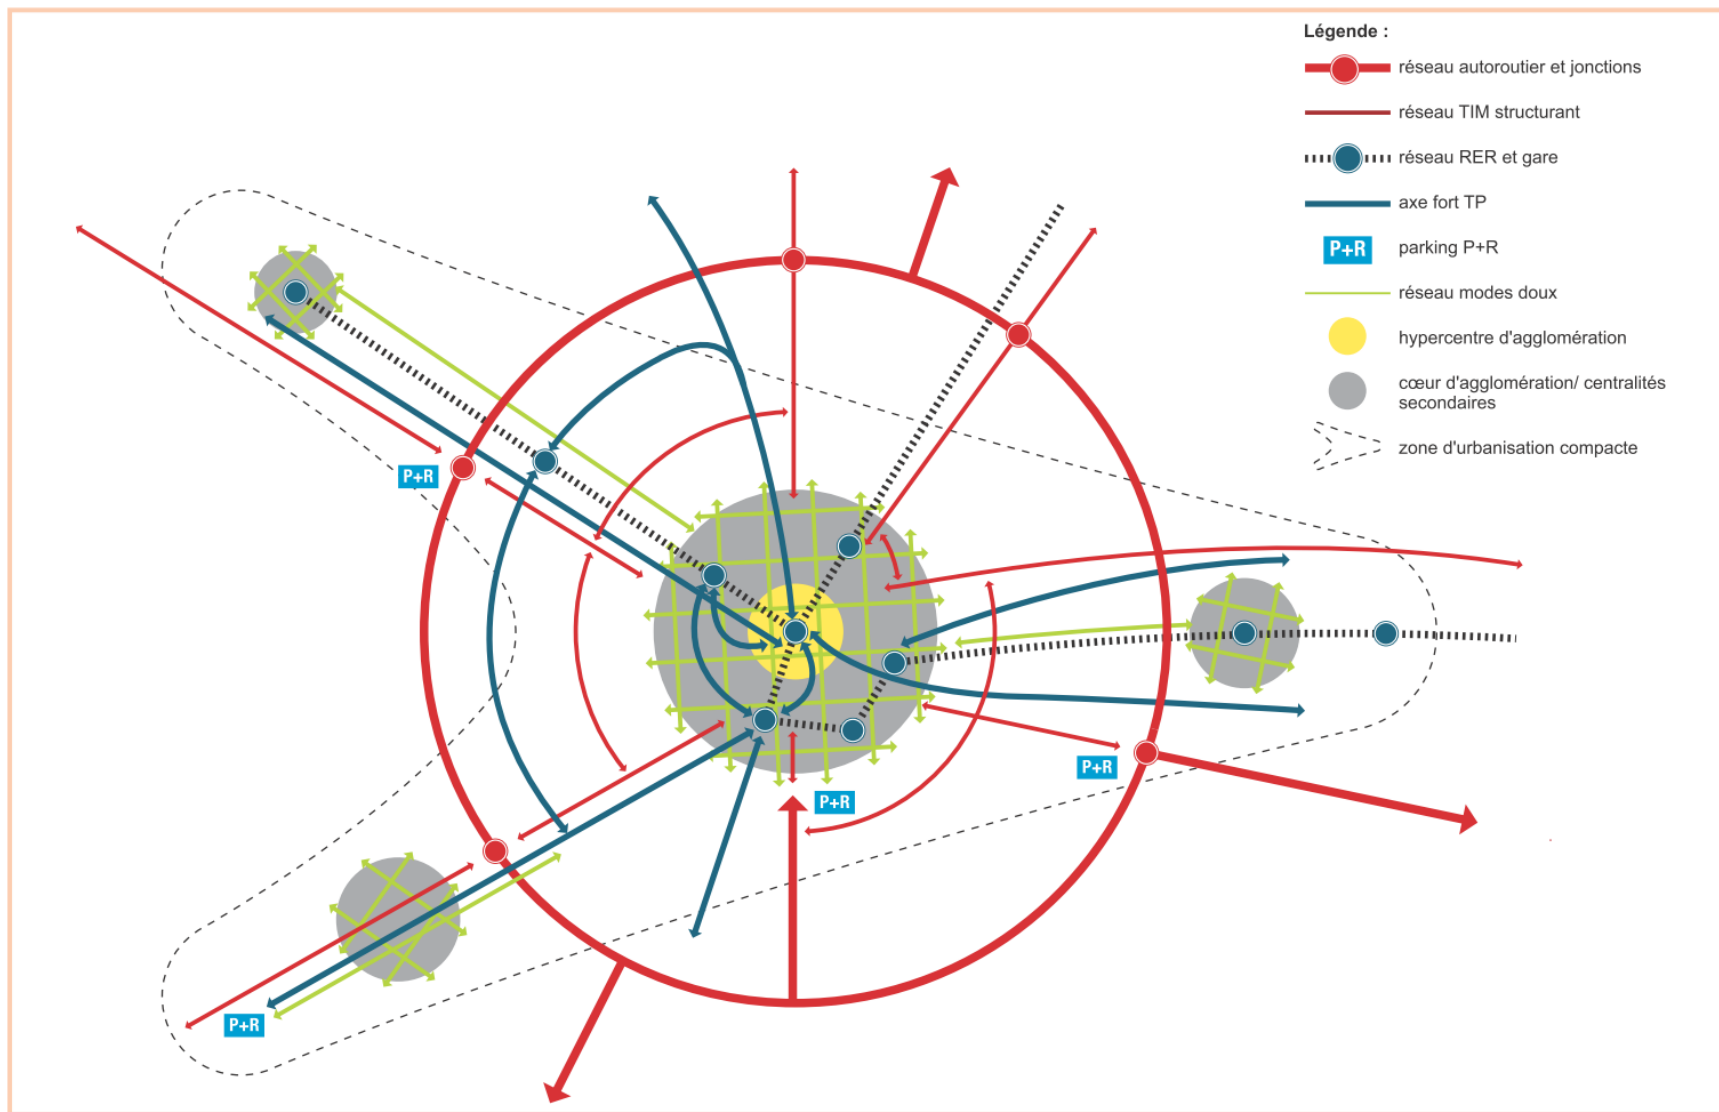 Légende :
réseau autoroutier et jonctions
réseau TIM structurant
réseau RER et gare
axe fort TP
P+R parking P+R
réseau modes doux
hypercentre d'agglomération
cœur d'agglomération/ centralités
secondaires
zone d'urbanisation compacte
P+R
P+R
P+R
P+R